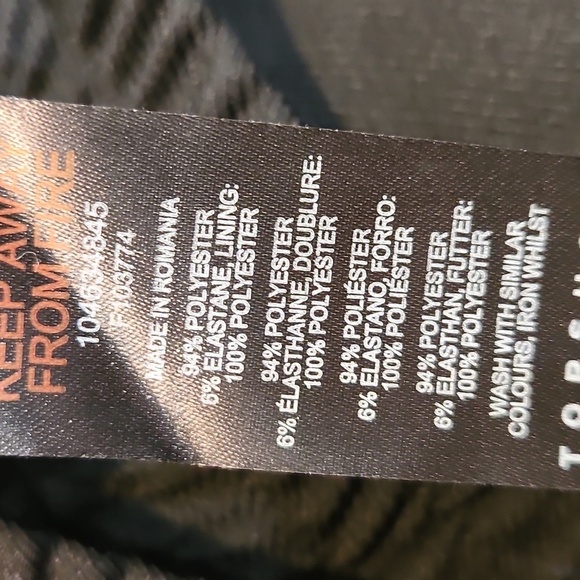 KEEP AWAY
FROM FIRE
104634845
F103774
MADE IN ROMANIA
94% POLYESTER
6% ELASTANE, LINING:
100% POLYESTER
94% POLYESTER
6% ÉLASTHANNE, DOUBLURE:
100% POLYESTER
94% POLIÉSTER
6% ELASTANO, FORRO:
100% POLIÉSTER
94% POLYESTER
6% ELASTHAN, FUTTER:
100% POLYESTER
WASH WITH SIMILAR
COLOURS, IRON WHILST